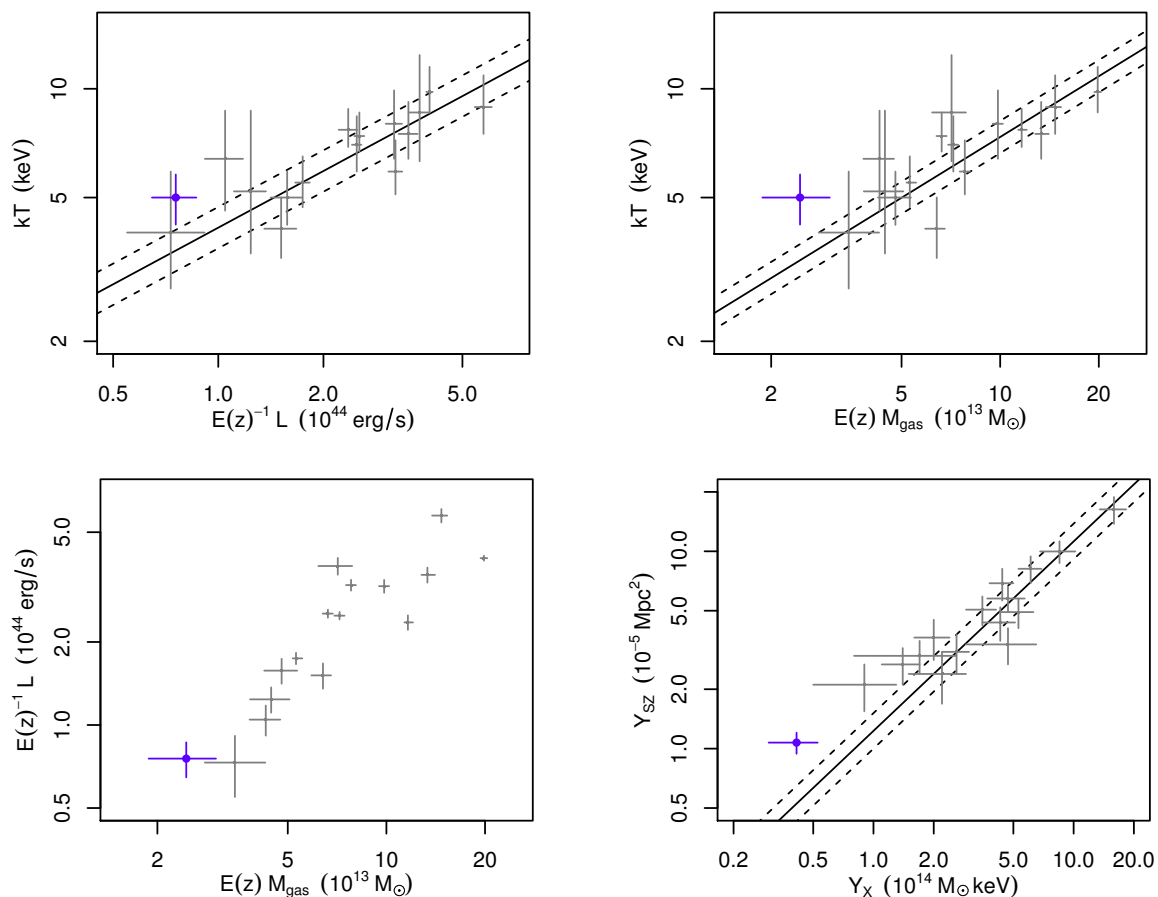 kT (keV)
10
5
2
0.5 1.0 2.0 5.0
E(z)⁻¹ L (10⁴⁴ erg/s)
kT (keV)
10
5
2
2 5 10 20
E(z) M_gas (10¹³ M_⊙)
E(z)⁻¹ L (10⁴⁴ erg/s)
5.0
2.0
1.0
0.5
2 5 10 20
E(z) M_gas (10¹³ M_⊙)
Y_SZ (10⁻⁵ Mpc²)
10.0
5.0
2.0
1.0
0.5
0.2 0.5 1.0 2.0 5.0 10.0 20.0
Y_X (10¹⁴ M_⊙ keV)